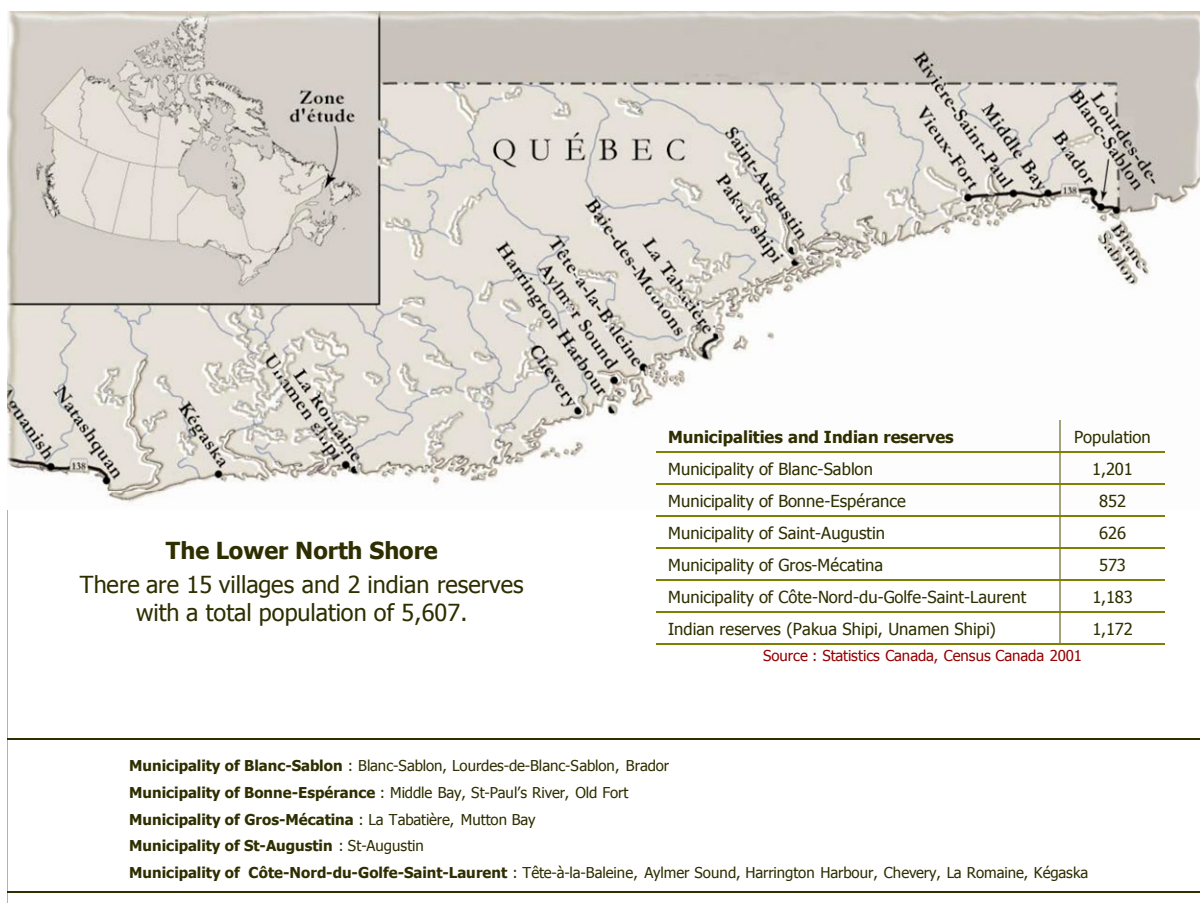 Zone
d'étude
QUÉBEC
Rivière-Saint-Paul
Vieux-Fort
Middle Bay
Brador
Lourdes-de-
Blanc-Sablon
138
Blanc-
Sablon
Saint-Augustin
Pakua shipi
La Tabatière
Baie-des-Moutons
Tête-à-la-Baleine
Aylmer Sound
Harrington Harbour
Chevery
La Romaine
Unamen shipi
Kégaska
Natashquan
138
Municipalities and Indian reserves Population
Municipality of Blanc-Sablon 1,201
Municipality of Bonne-Espérance 852
Municipality of Saint-Augustin 626
Municipality of Gros-Mécatina 573
Municipality of Côte-Nord-du-Golfe-Saint-Laurent 1,183
Indian reserves (Pakua Shipi, Unamen Shipi) 1,172
Source : Statistics Canada, Census Canada 2001
The Lower North Shore
There are 15 villages and 2 indian reserves
with a total population of 5,607.
Municipality of Blanc-Sablon : Blanc-Sablon, Lourdes-de-Blanc-Sablon, Brador
Municipality of Bonne-Espérance : Middle Bay, St-Paul's River, Old Fort
Municipality of Gros-Mécatina : La Tabatière, Mutton Bay
Municipality of St-Augustin : St-Augustin
Municipality of Côte-Nord-du-Golfe-Saint-Laurent : Tête-à-la-Baleine, Aylmer Sound, Harrington Harbour, Chevery, La Romaine, Kégaska